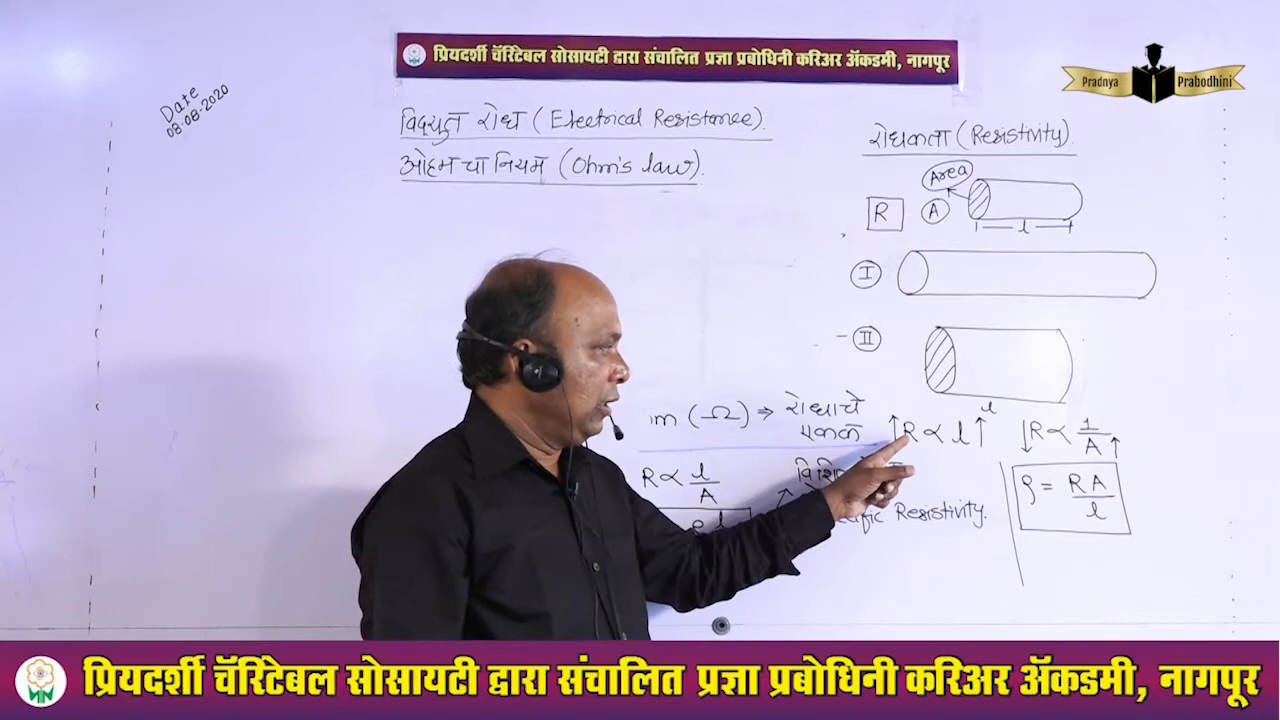 प्रियदर्शी चॅरिटेबल सोसायटी द्वारा संचालित प्रज्ञा प्रबोधिनी करिअर ॲकडमी, नागपूर
Pradnya Prabodhini
Date
08-08-2020
विद्युत रोध (Electrical Resistance).
ओहम चा नियम (Ohm's law).
रोधकता (Resistivity)
Area
R A
l
I
II
l
m (Ω) ⇒ रोधाचे
एकक
↑R ∝ l↑ ↓R ∝ 1/A↑
R ∝ l/A
Resistivity.
ρ = RA/l
प्रियदर्शी चॅरिटेबल सोसायटी द्वारा संचालित प्रज्ञा प्रबोधिनी करिअर ॲकडमी, नागपूर